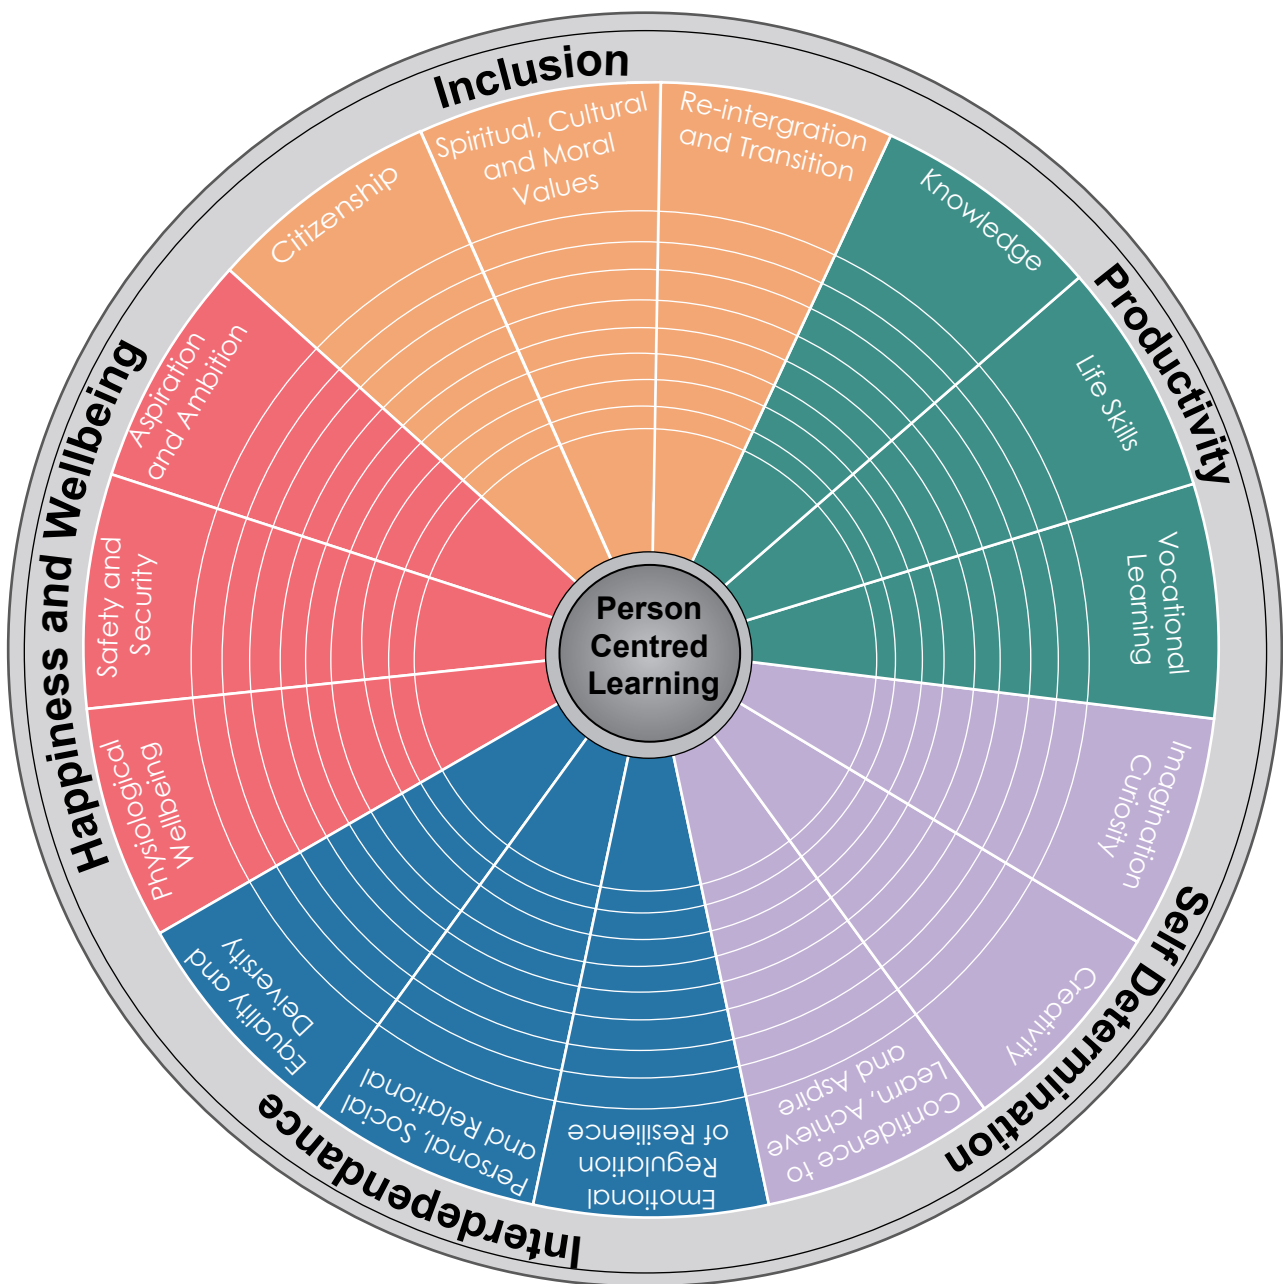 Inclusion
Spiritual, Cultural
and Moral
Values
Re-intergration
and Transition
Knowledge
Productivity
Life Skills
Vocational
Learning
Imagination
Curiosity
Self Determination
Creativity
Confidence to
Learn, Achieve
and Aspire
Emotional
Regulation
of Resilience
Interdependance
Personal, Social
and Relational
Equality and
Deiversity
Physiological
Wellbeing
Happiness and Wellbeing
Safety and
Security
Aspiration
and Ambition
Citizenship
Person
Centred
Learning